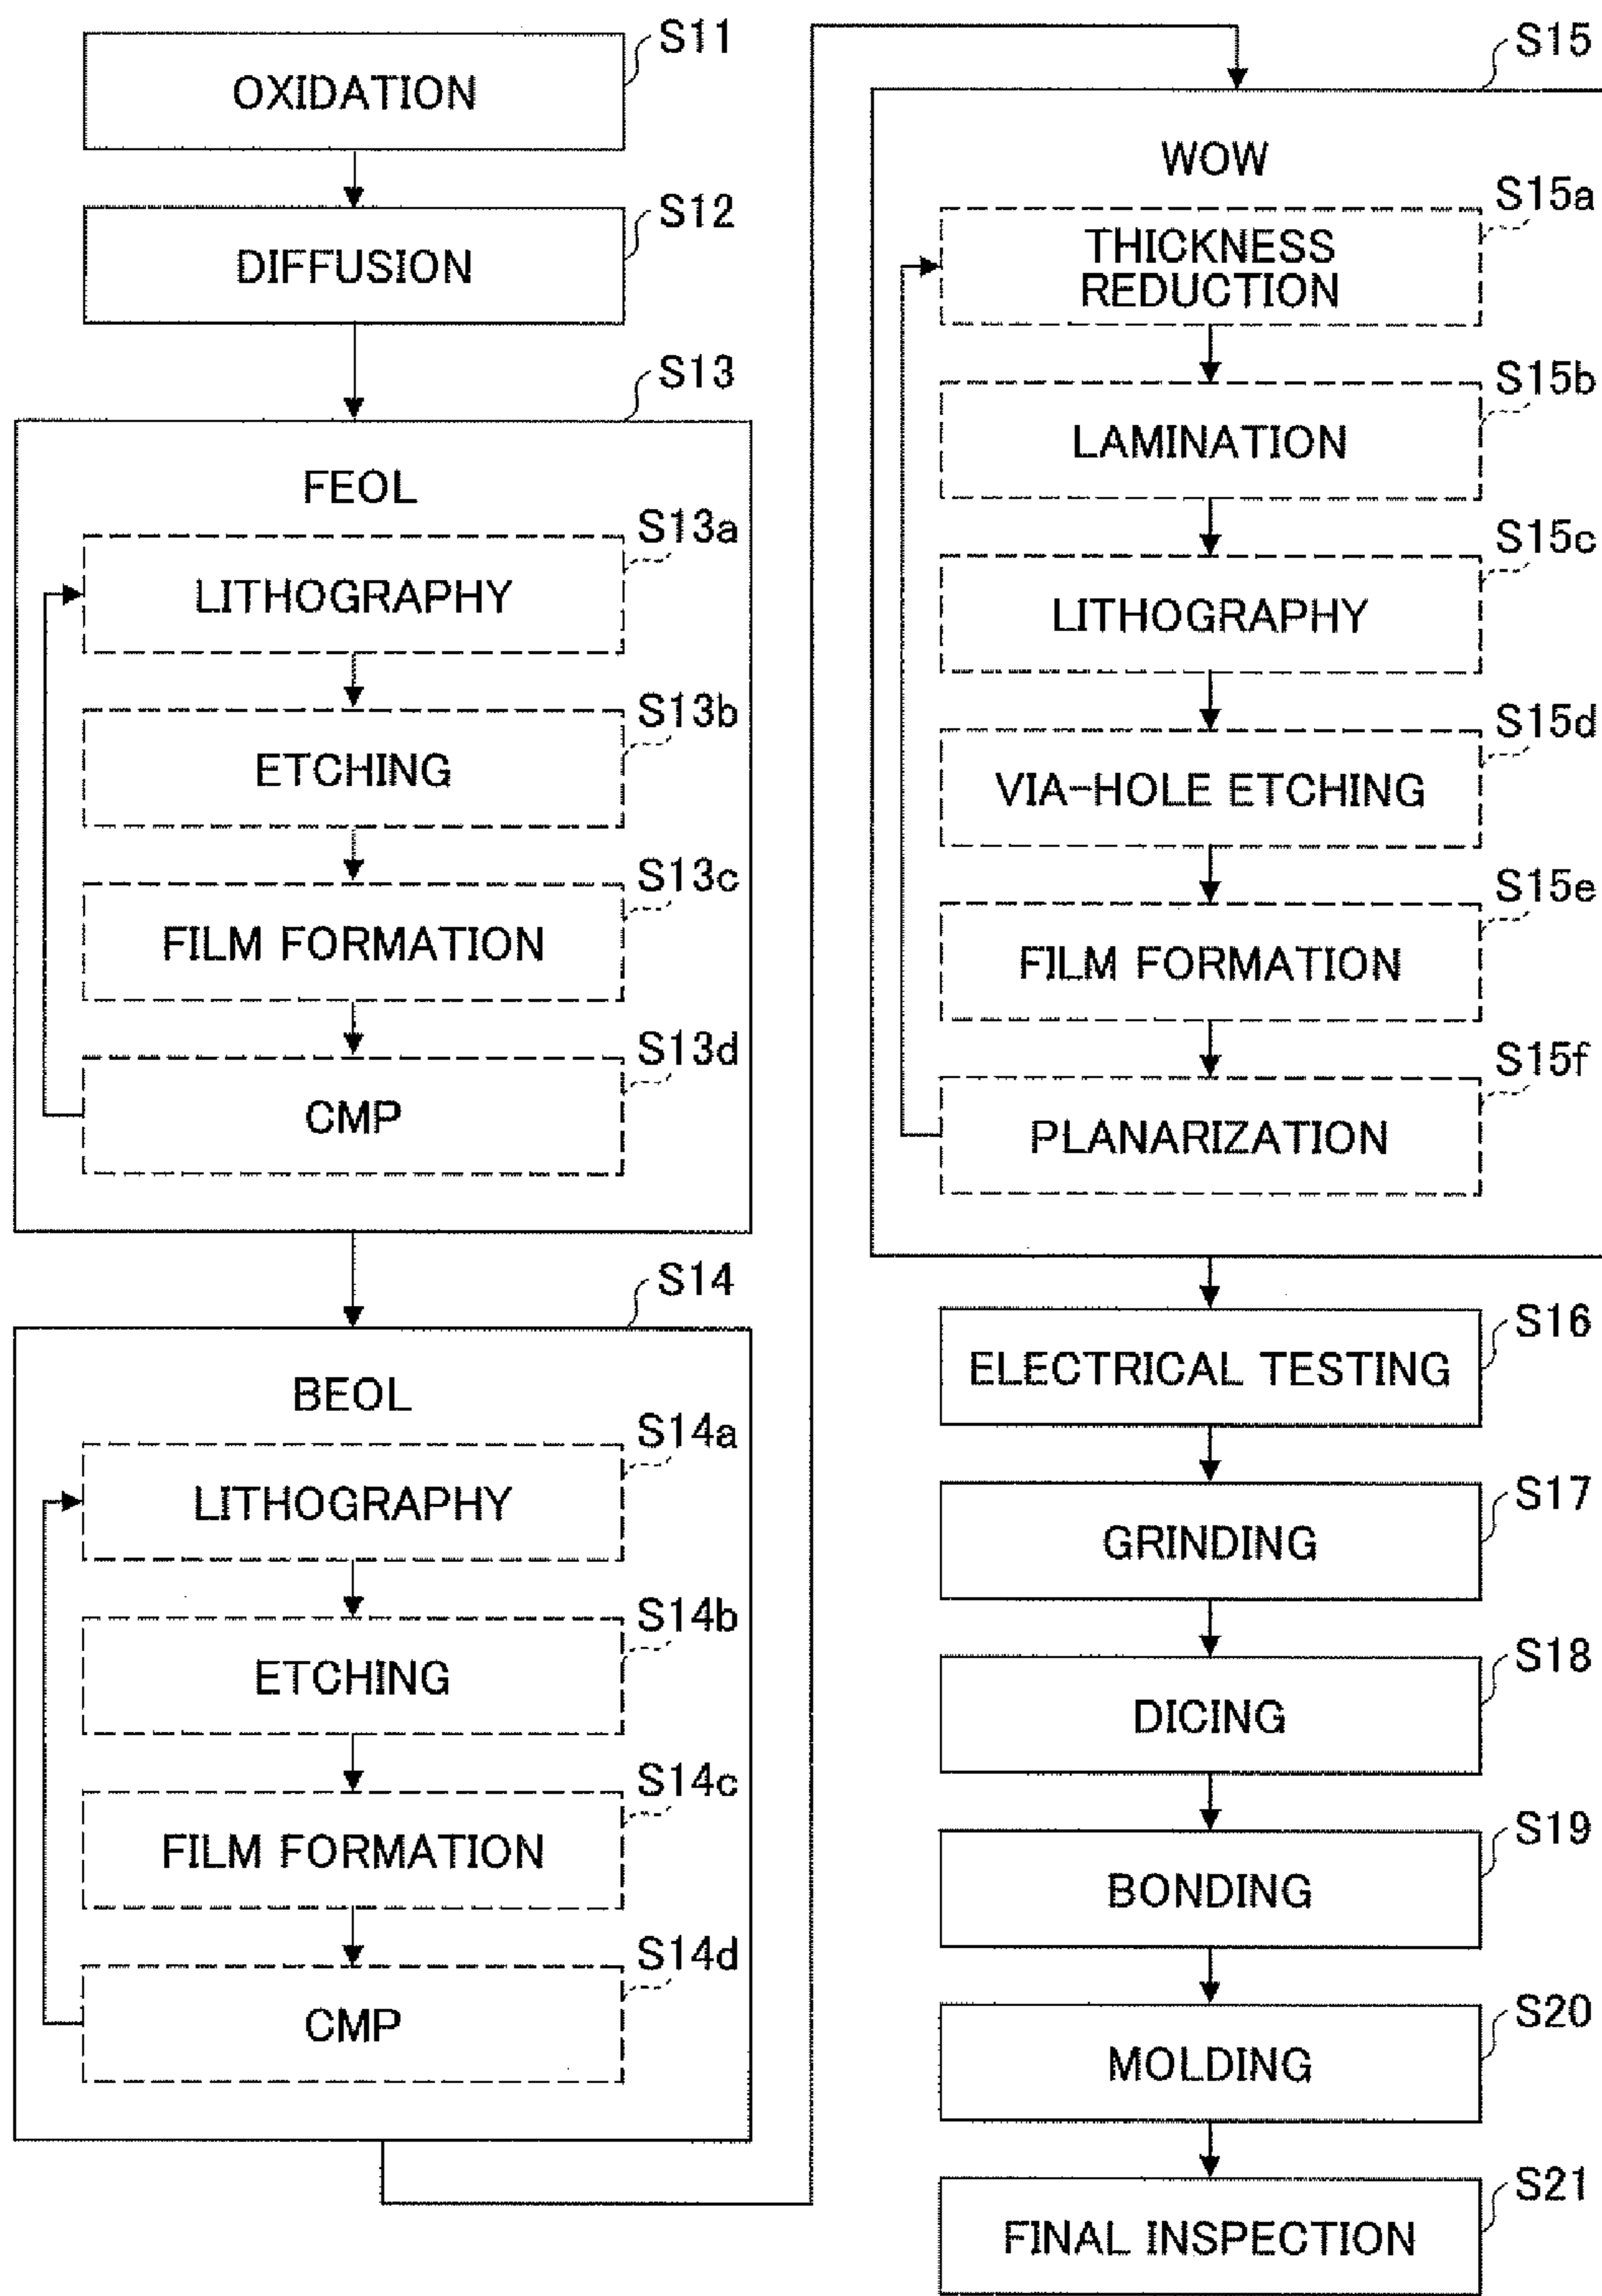 S11
OXIDATION
S12
DIFFUSION
S13
FEOL
S13a
LITHOGRAPHY
S13b
ETCHING
S13c
FILM FORMATION
S13d
CMP
S14
BEOL
S14a
LITHOGRAPHY
S14b
ETCHING
S14c
FILM FORMATION
S14d
CMP
S15
WOW
S15a
THICKNESS
REDUCTION
S15b
LAMINATION
S15c
LITHOGRAPHY
S15d
VIA-HOLE ETCHING
S15e
FILM FORMATION
S15f
PLANARIZATION
S16
ELECTRICAL TESTING
S17
GRINDING
S18
DICING
S19
BONDING
S20
MOLDING
S21
FINAL INSPECTION